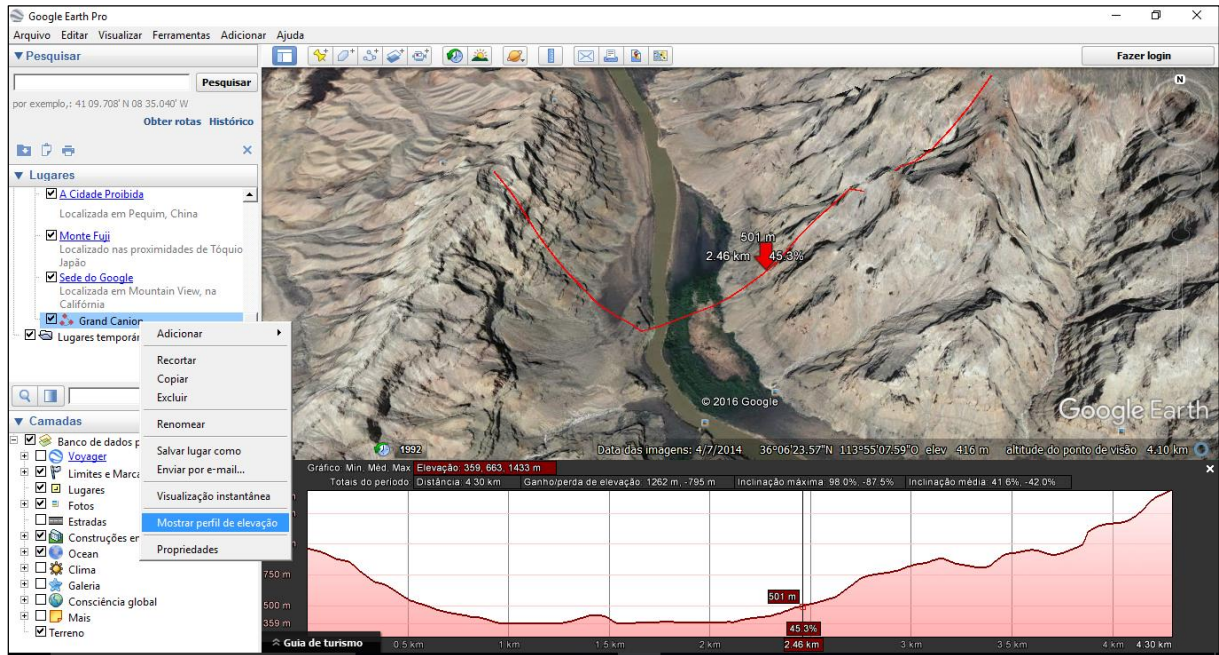 Google Earth Pro
Arquivo Editar Visualizar Ferramentas Adicionar Ajuda
Pesquisar
Fazer login
Pesquisar
por exemplo,: 41 09.708' N 08 35.040' W
Obter rotas Histórico
Lugares
A Cidade Proibida
Localizada em Pequim, China
Monte Fuji
Localizado nas proximidades de Tóquio
Japão
Sede do Google
Localizada em Mountain View, na
Califórnia
Grand Canion
Lugares temporár
Adicionar
Recortar
Copiar
Excluir
Renomear
Salvar lugar como
Enviar por e-mail...
Visualização instantânea
Mostrar perfil de elevação
Propriedades
Camadas
Banco de dados p
Voyager
Limites e Marca
Lugares
Fotos
Estradas
Construções em
Ocean
Clima
Galeria
Consciência global
Mais
Terreno
N
501 m
2.46 km 45.3%
© 2016 Google
Google Earth
1992
Data das imagens: 4/7/2014 36°06'23.57"N 113°55'07.59"O elev 416 m altitude do ponto de visão 4.10 km
Gráfico: Min, Méd, Max Elevação: 359, 663, 1433 m
Totais do período: Distância: 4.30 km Ganho/perda de elevação: 1262 m, -795 m Inclinação máxima: 98.0%, -87.5% Inclinação média: 41.6%, -42.0%
750 m
500 m
359 m
501 m
45.3%
Guia de turismo
0.5 km 1 km 1.5 km 2 km 2.46 km 3 km 3.5 km 4 km 4.30 km